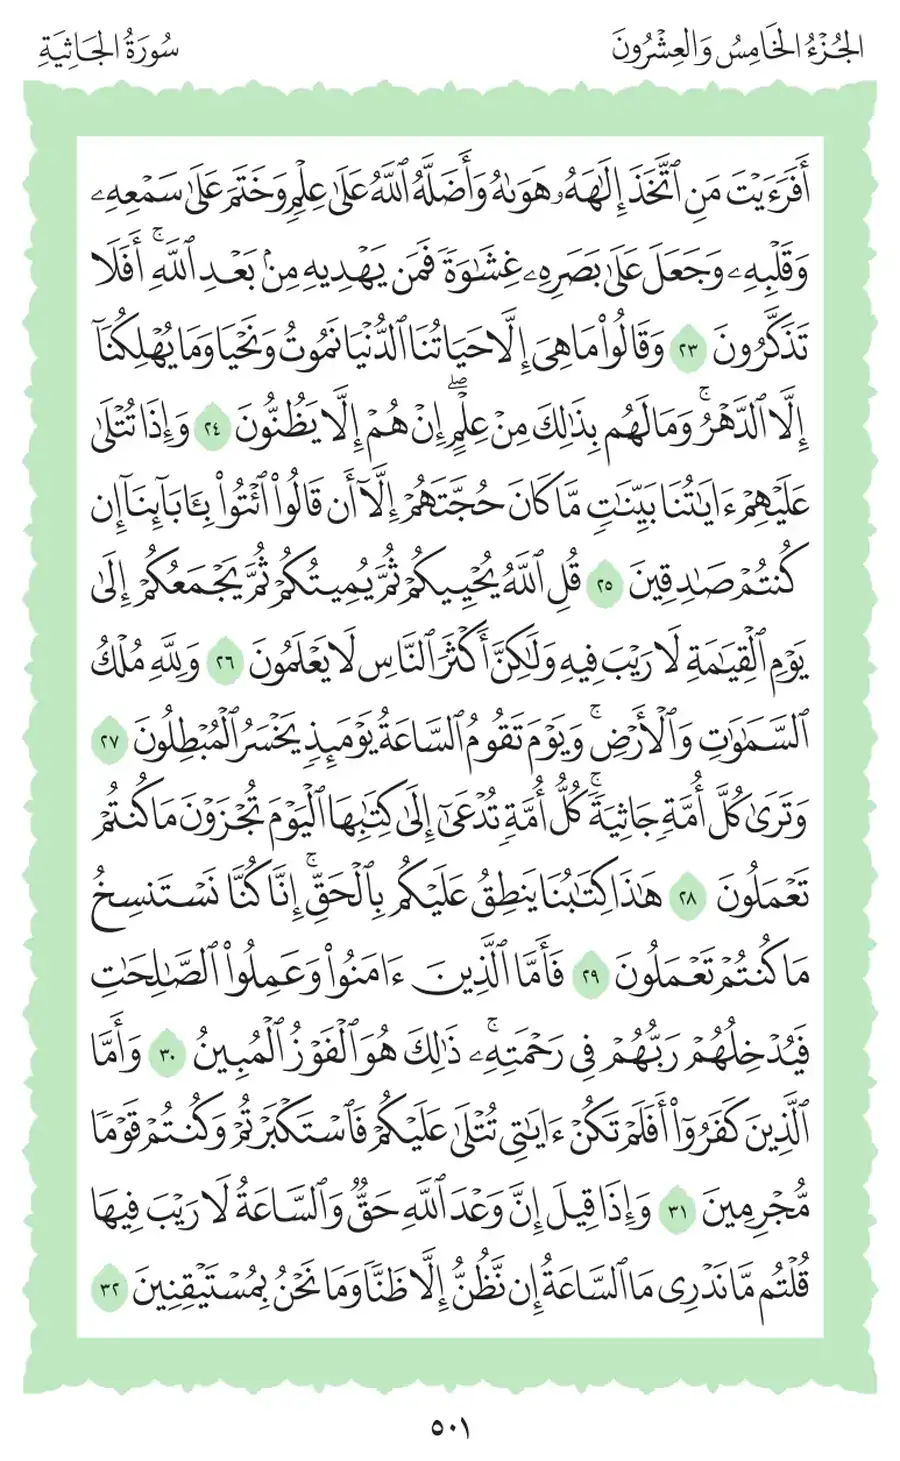 الجُزْءُ الخَامِسُ وَالعِشْرُونَ سُورَةُ الجَاثِيَةِ
أَفَرَءَيْتَ مَنِ ٱتَّخَذَ إِلَٰهَهُۥ هَوَىٰهُ وَأَضَلَّهُ ٱللَّهُ عَلَىٰ عِلْمٍ وَخَتَمَ عَلَىٰ سَمْعِهِۦ
وَقَلْبِهِۦ وَجَعَلَ عَلَىٰ بَصَرِهِۦ غِشَٰوَةً فَمَن يَهْدِيهِ مِنۢ بَعْدِ ٱللَّهِۚ أَفَلَا
تَذَكَّرُونَ ٢٣ وَقَالُوا۟ مَا هِىَ إِلَّا حَيَاتُنَا ٱلدُّنْيَا نَمُوتُ وَنَحْيَا وَمَا يُهْلِكُنَآ
إِلَّا ٱلدَّهْرُۚ وَمَا لَهُم بِذَٰلِكَ مِنْ عِلْمٍۖ إِنْ هُمْ إِلَّا يَظُنُّونَ ٢٤ وَإِذَا تُتْلَىٰ
عَلَيْهِمْ ءَايَٰتُنَا بَيِّنَٰتٍ مَّا كَانَ حُجَّتَهُمْ إِلَّآ أَن قَالُوا۟ ٱئْتُوا۟ بِـَٔابَآئِنَآ إِن
كُنتُمْ صَٰدِقِينَ ٢٥ قُلِ ٱللَّهُ يُحْيِيكُمْ ثُمَّ يُمِيتُكُمْ ثُمَّ يَجْمَعُكُمْ إِلَىٰ
يَوْمِ ٱلْقِيَٰمَةِ لَا رَيْبَ فِيهِ وَلَٰكِنَّ أَكْثَرَ ٱلنَّاسِ لَا يَعْلَمُونَ ٢٦ وَلِلَّهِ مُلْكُ
ٱلسَّمَٰوَٰتِ وَٱلْأَرْضِۚ وَيَوْمَ تَقُومُ ٱلسَّاعَةُ يَوْمَئِذٍ يَخْسَرُ ٱلْمُبْطِلُونَ ٢٧
وَتَرَىٰ كُلَّ أُمَّةٍ جَاثِيَةًۚ كُلُّ أُمَّةٍ تُدْعَىٰٓ إِلَىٰ كِتَٰبِهَا ٱلْيَوْمَ تُجْزَوْنَ مَا كُنتُمْ
تَعْمَلُونَ ٢٨ هَٰذَا كِتَٰبُنَا يَنطِقُ عَلَيْكُم بِٱلْحَقِّۚ إِنَّا كُنَّا نَسْتَنسِخُ
مَا كُنتُمْ تَعْمَلُونَ ٢٩ فَأَمَّا ٱلَّذِينَ ءَامَنُوا۟ وَعَمِلُوا۟ ٱلصَّٰلِحَٰتِ
فَيُدْخِلُهُمْ رَبُّهُمْ فِى رَحْمَتِهِۦۚ ذَٰلِكَ هُوَ ٱلْفَوْزُ ٱلْمُبِينُ ٣٠ وَأَمَّا
ٱلَّذِينَ كَفَرُوٓا۟ أَفَلَمْ تَكُنْ ءَايَٰتِى تُتْلَىٰ عَلَيْكُمْ فَٱسْتَكْبَرْتُمْ وَكُنتُمْ قَوْمًا
مُّجْرِمِينَ ٣١ وَإِذَا قِيلَ إِنَّ وَعْدَ ٱللَّهِ حَقٌّ وَٱلسَّاعَةُ لَا رَيْبَ فِيهَا
قُلْتُم مَّا نَدْرِى مَا ٱلسَّاعَةُ إِن نَّظُنُّ إِلَّا ظَنًّا وَمَا نَحْنُ بِمُسْتَيْقِنِينَ ٣٢
٥٠١